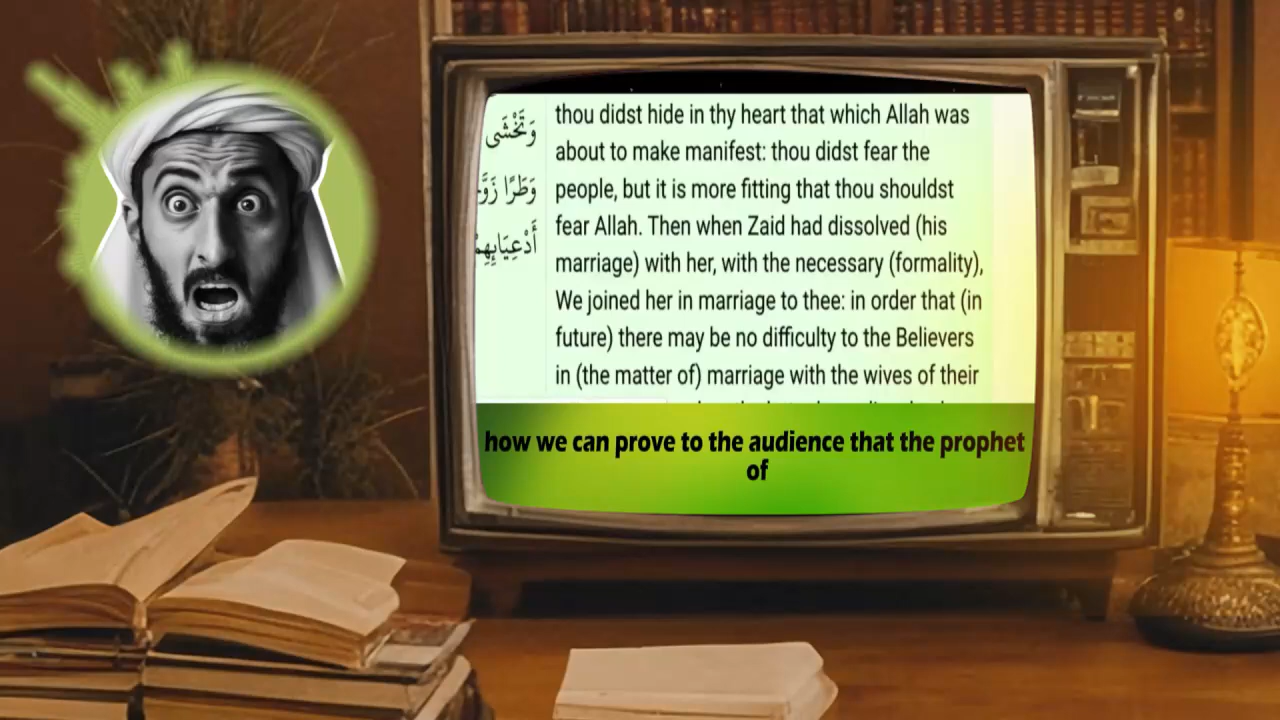 وَتَخْشَى
وَطَرًا زَوَّجْ
أَدْعِيَآئِهِمْ
thou didst hide in thy heart that which Allah was
about to make manifest: thou didst fear the
people, but it is more fitting that thou shouldst
fear Allah. Then when Zaid had dissolved (his
marriage) with her, with the necessary (formality),
We joined her in marriage to thee: in order that (in
future) there may be no difficulty to the Believers
in (the matter of) marriage with the wives of their
how we can prove to the audience that the prophet
of